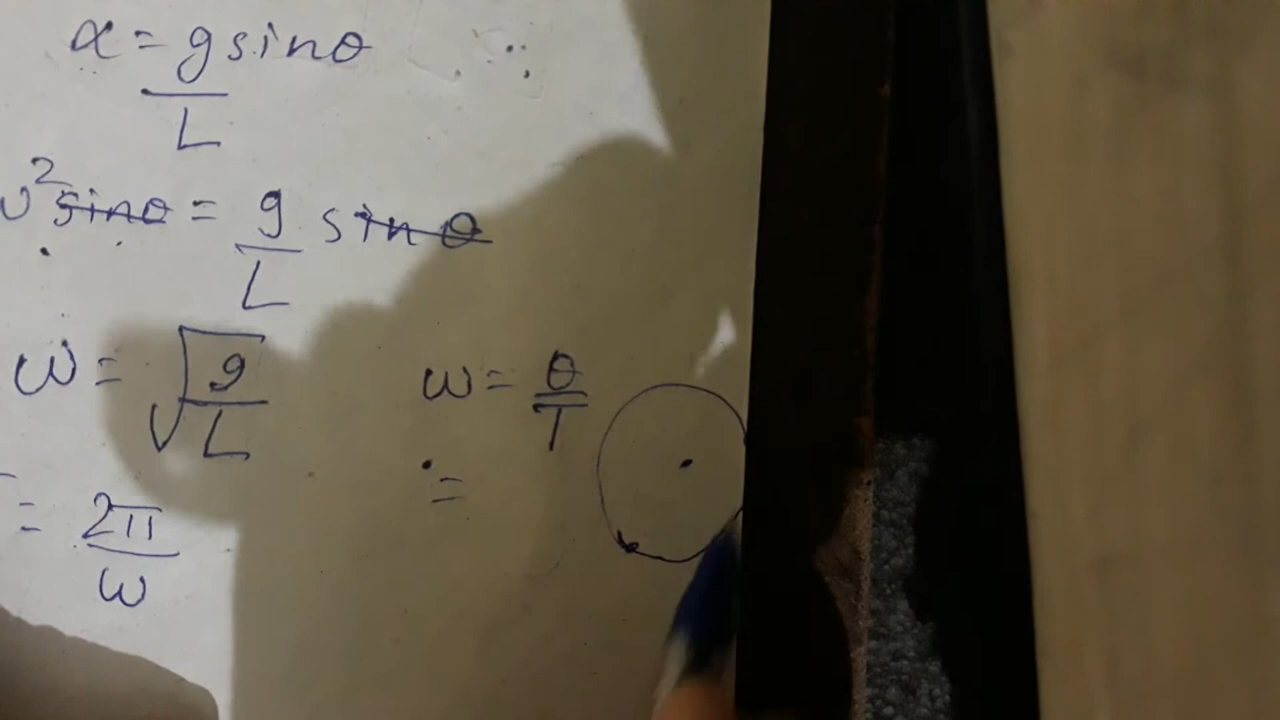 α = g sinθ / L
ω² sinθ = g / L sinθ
ω = √g / L
ω = θ / T
=
= 2π / ω